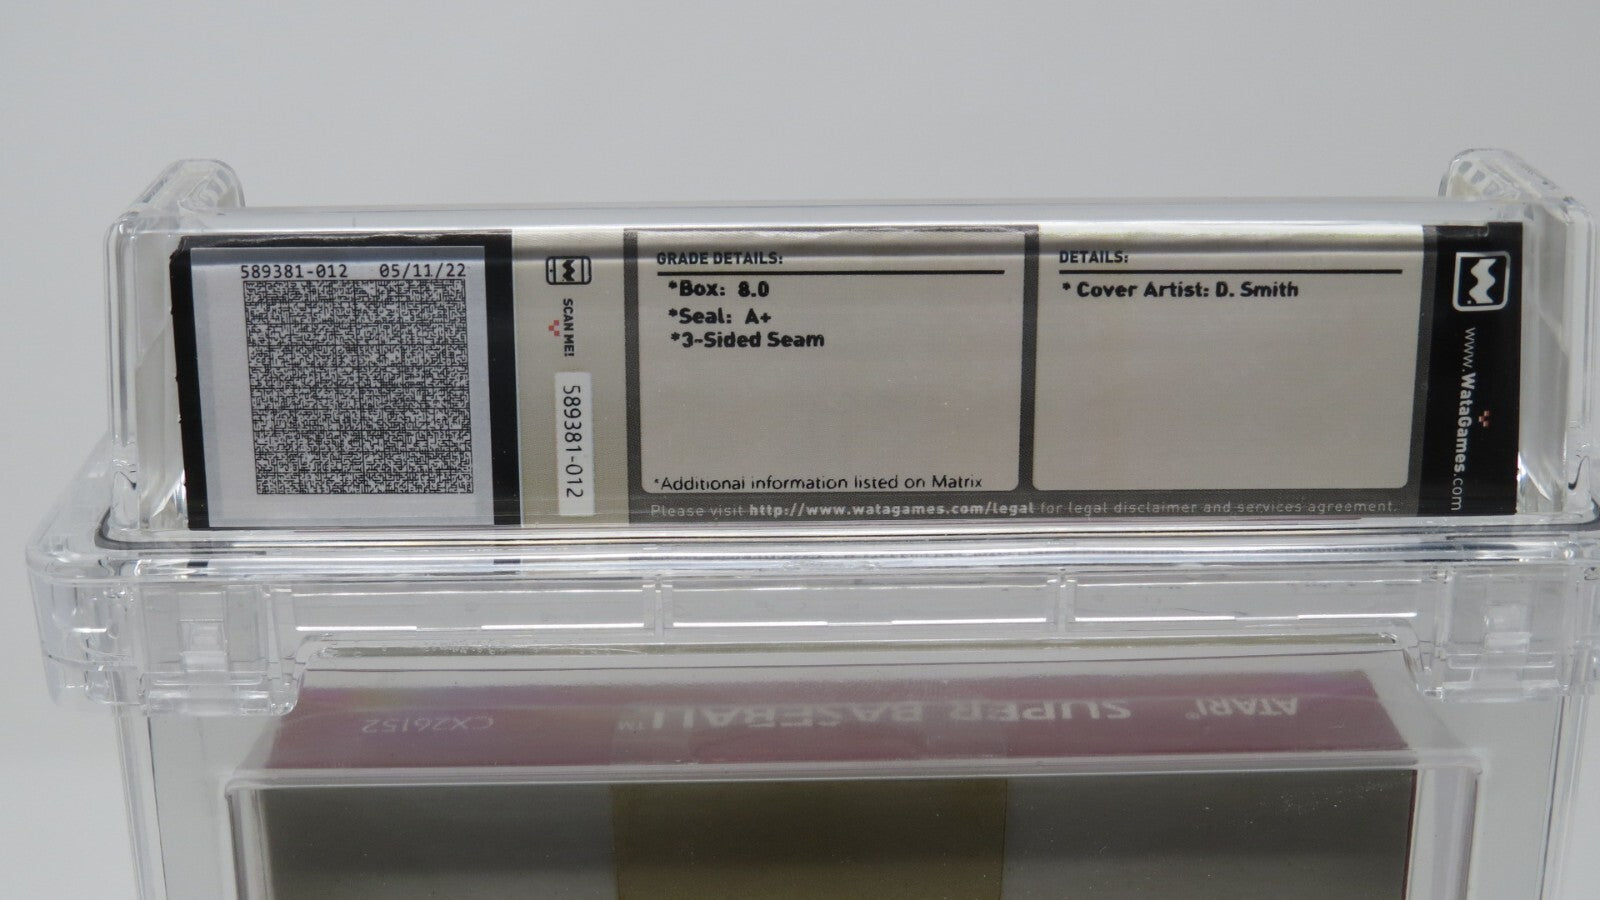 589381-012 05/11/22
SCAN ME!
589381-012
GRADE DETAILS:
*Box: 8.0
*Seal: A+
*3-Sided Seam
*Additional information listed on Matrix
DETAILS:
* Cover Artist: D. Smith
Please visit http://www.watagames.com/legal for legal disclaimer and services agreement.
www.WataGames.com
ATARI® SUPER BASEBALL™ CX26152